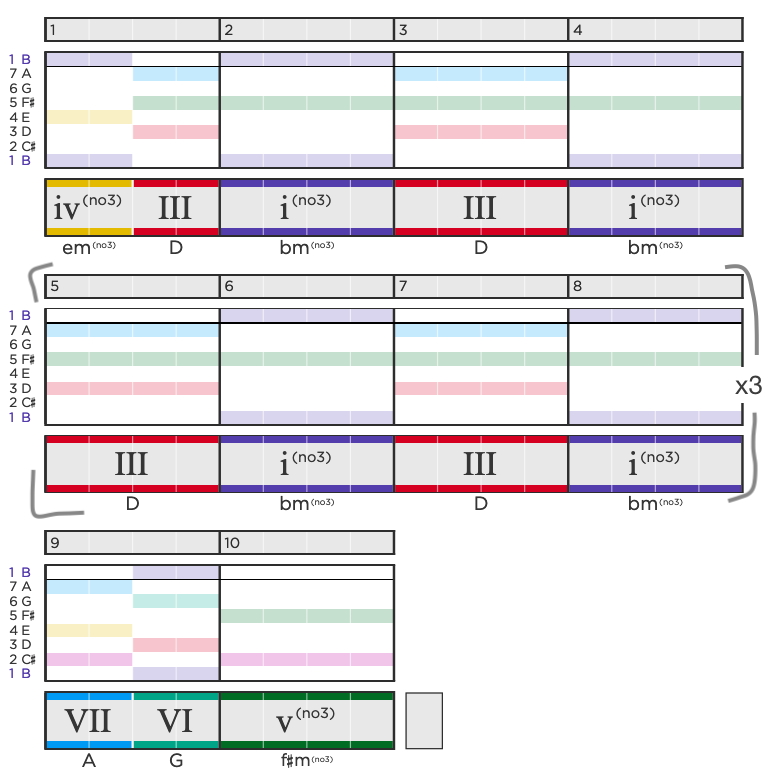 1 2 3 4
1 B
7 A
6 G
5 F♯
4 E
3 D
2 C♯
1 B
iv(no3) III i(no3) III i(no3)
em(no3) D bm(no3) D bm(no3)
5 6 7 8
1 B
7 A
6 G
5 F♯
4 E
3 D
2 C♯
1 B
x3
III i(no3) III i(no3)
D bm(no3) D bm(no3)
9 10
1 B
7 A
6 G
5 F♯
4 E
3 D
2 C♯
1 B
VII VI v(no3)
A G f♯m(no3)